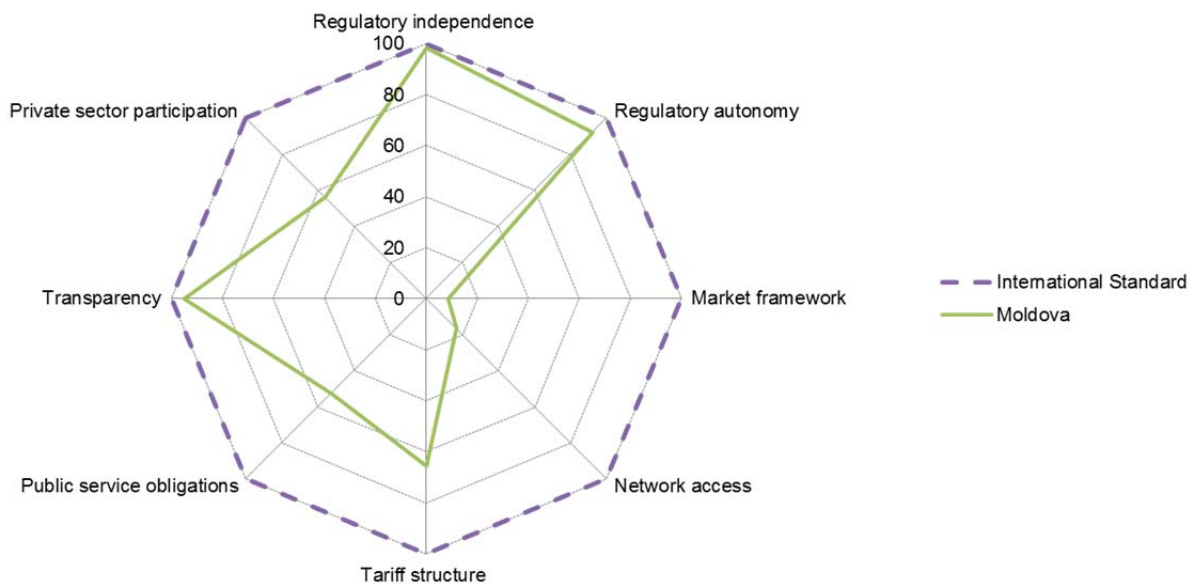 Regulatory independence
100
Private sector participation
Regulatory autonomy
80
60
40
20
Transparency
0
Market framework
International Standard
Moldova
Public service obligations
Network access
Tariff structure